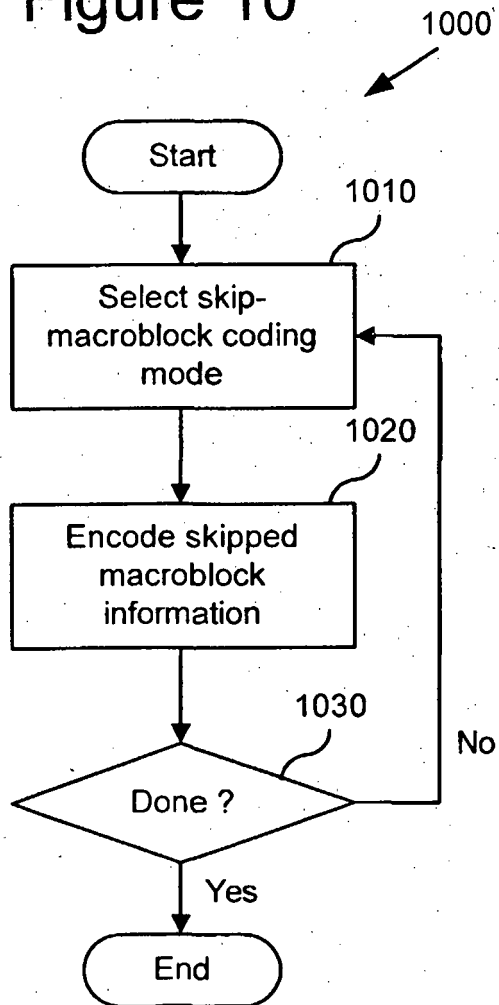 Figure 10
1000
Start
1010
Select skip-
macroblock coding
mode
1020
Encode skipped
macroblock
information
1030
Done ?
No
Yes
End